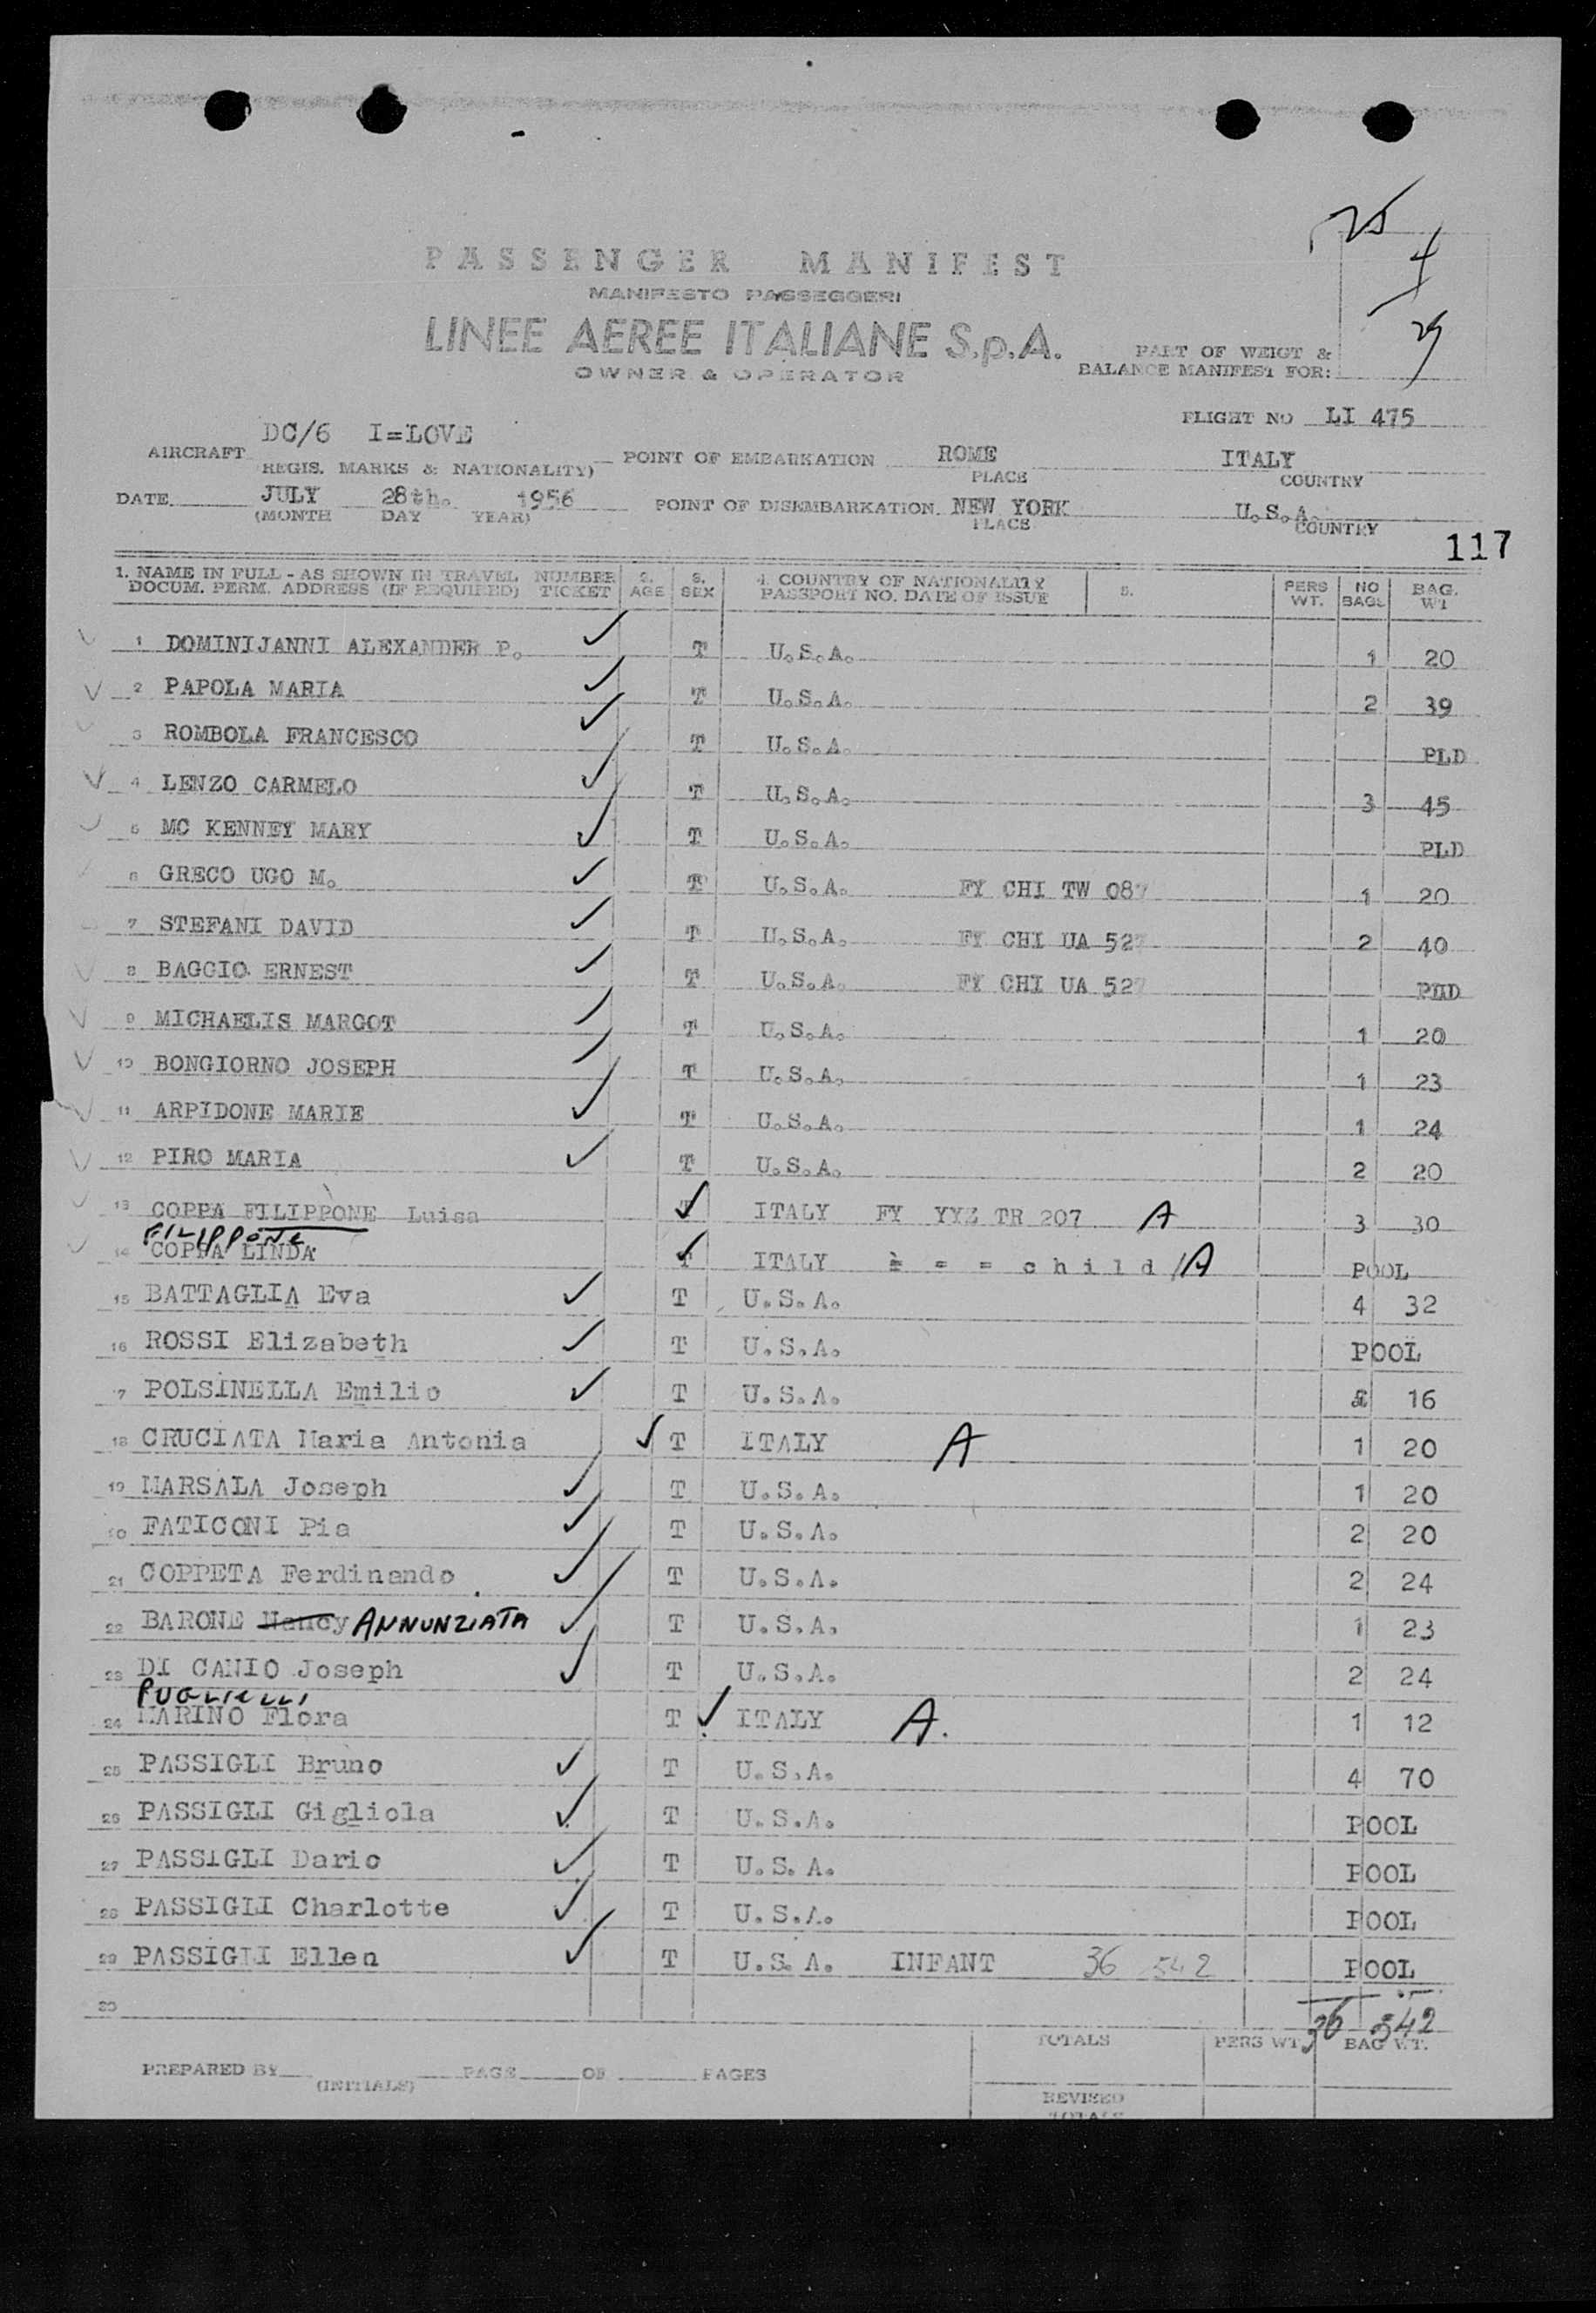 25
4
29
PASSENGER MANIFEST
MANIFESTO PASSEGGERI
LINEE AEREE ITALIANE S.p.A.
OWNER & OPERATOR
PART OF WEIGT &
BALANCE MANIFEST FOR:
FLIGHT NO LI 475
DC/6 I=LOVE
AIRCRAFT
(REGIS. MARKS & NATIONALITY)
POINT OF EMBARKATION ROME ITALY
PLACE COUNTRY
DATE JULY 28th. 1956
(MONTH DAY YEAR)
POINT OF DISEMBARKATION. NEW YORK U.S.A.
PLACE COUNTRY
117
1. NAME IN FULL - AS SHOWN IN TRAVEL NUMBER 2. 3. 4. COUNTRY OF NATIONALITY 5. PERS NO BAG.
DOCUM. PERM. ADDRESS (IF REQUIRED) TICKET AGE SEX PASSPORT NO. DATE OF ISSUE WT. BAGS WT
1 DOMINIJANNI ALEXANDER P. T U.S.A. 1 20
2 PAPOLA MARIA T U.S.A. 2 39
3 ROMBOLA FRANCESCO T U.S.A. PLD
4 LENZO CARMELO T U.S.A. 3 45
5 MC KENNEY MARY T U.S.A. PLD
6 GRECO UGO M. T U.S.A. FY CHI TW 087 1 20
7 STEFANI DAVID T U.S.A. FY CHI UA 527 2 40
8 BAGGIO ERNEST T U.S.A. FY CHI UA 527
9 MICHAELIS MARGOT T U.S.A. 1 20
10 BONGIORNO JOSEPH T U.S.A. 1 23
11 ARPIDONE MARIE T U.S.A. 1 24
12 PIRO MARIA T U.S.A. 2 20
13 COPPA FILIPPONE Luisa T ITALY FY YYZ TR 207 A 3 30
FILIPPONE
14 COPPA LINDA T ITALY = = child A POOL
15 BATTAGLIA Eva T U.S.A. 4 32
16 ROSSI Elizabeth T U.S.A. POOL
17 POLSINELLA Emilio T U.S.A. 16
18 CRUCIATA Maria Antonia T ITALY A 1 20
19 MARSALA Joseph T U.S.A. 1 20
20 FATICONI Pia T U.S.A. 2 20
21 COPPETA Ferdinando T U.S.A. 2 24
22 BARONE Nancy ANNUNZIATA T U.S.A. 1 23
23 DI CANIO Joseph T U.S.A. 2 24
PUGLIELLI
24 MARINO Flora T ITALY A. 1 12
25 PASSIGLI Bruno T U.S.A. 4 70
26 PASSIGLI Gigliola T U.S.A. POOL
27 PASSIGLI Dario T U.S.A. POOL
28 PASSIGLI Charlotte T U.S.A. POOL
29 PASSIGLI Ellen T U.S.A. INFANT 36 542 POOL
30
36 542
TOTALS PERS WT. BAG WT.
PREPARED BY PAGE OF PAGES
(INITIALS)
REVISED
TOTALS